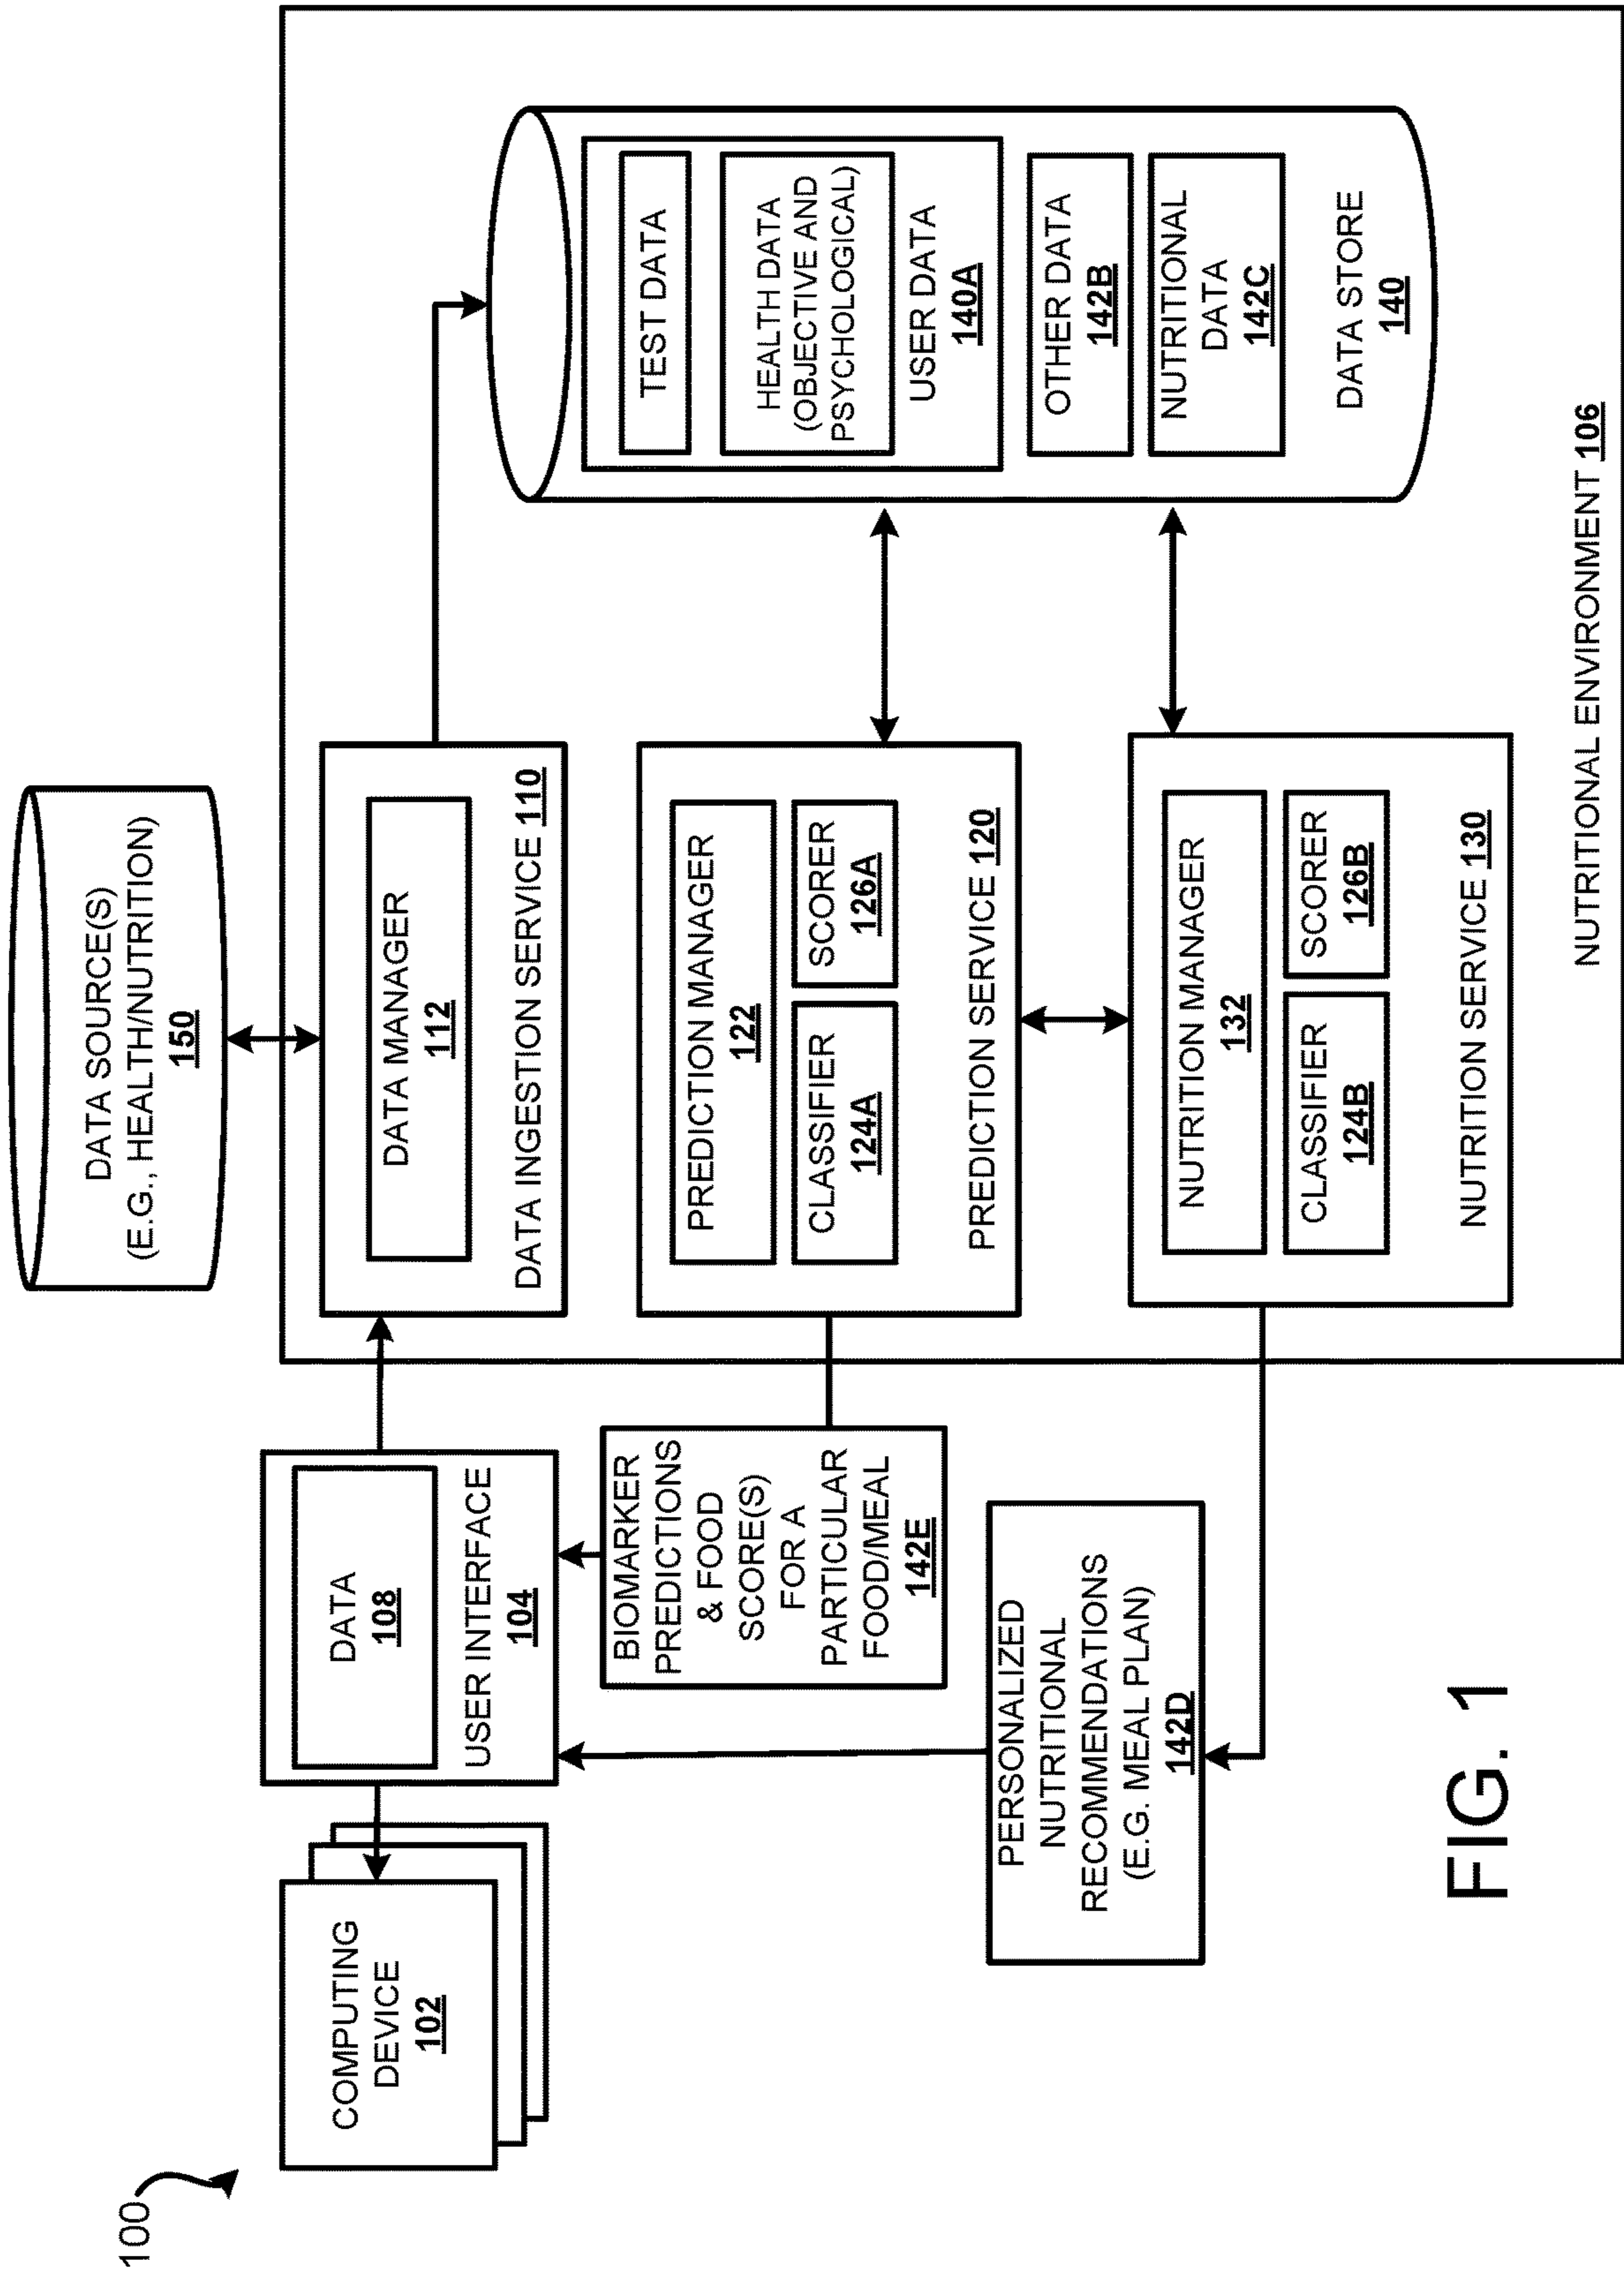 100
DATA SOURCE(S)
(E.G., HEALTH/NUTRITION)
150
COMPUTING
DEVICE
102
DATA
108
USER INTERFACE
104
DATA MANAGER
112
DATA INGESTION SERVICE 110
BIOMARKER
PREDICTIONS
& FOOD
SCORE(S)
FOR A
PARTICULAR
FOOD/MEAL
142E
PREDICTION MANAGER
122
CLASSIFIER
124A
SCORER
126A
PREDICTION SERVICE 120
PERSONALIZED
NUTRITIONAL
RECOMMENDATIONS
(E.G. MEAL PLAN)
142D
NUTRITION MANAGER
132
CLASSIFIER
124B
SCORER
126B
NUTRITION SERVICE 130
TEST DATA
HEALTH DATA
(OBJECTIVE AND
PSYCHOLOGICAL)
USER DATA
140A
OTHER DATA
142B
NUTRITIONAL
DATA
142C
DATA STORE
140
NUTRITIONAL ENVIRONMENT 106
FIG. 1